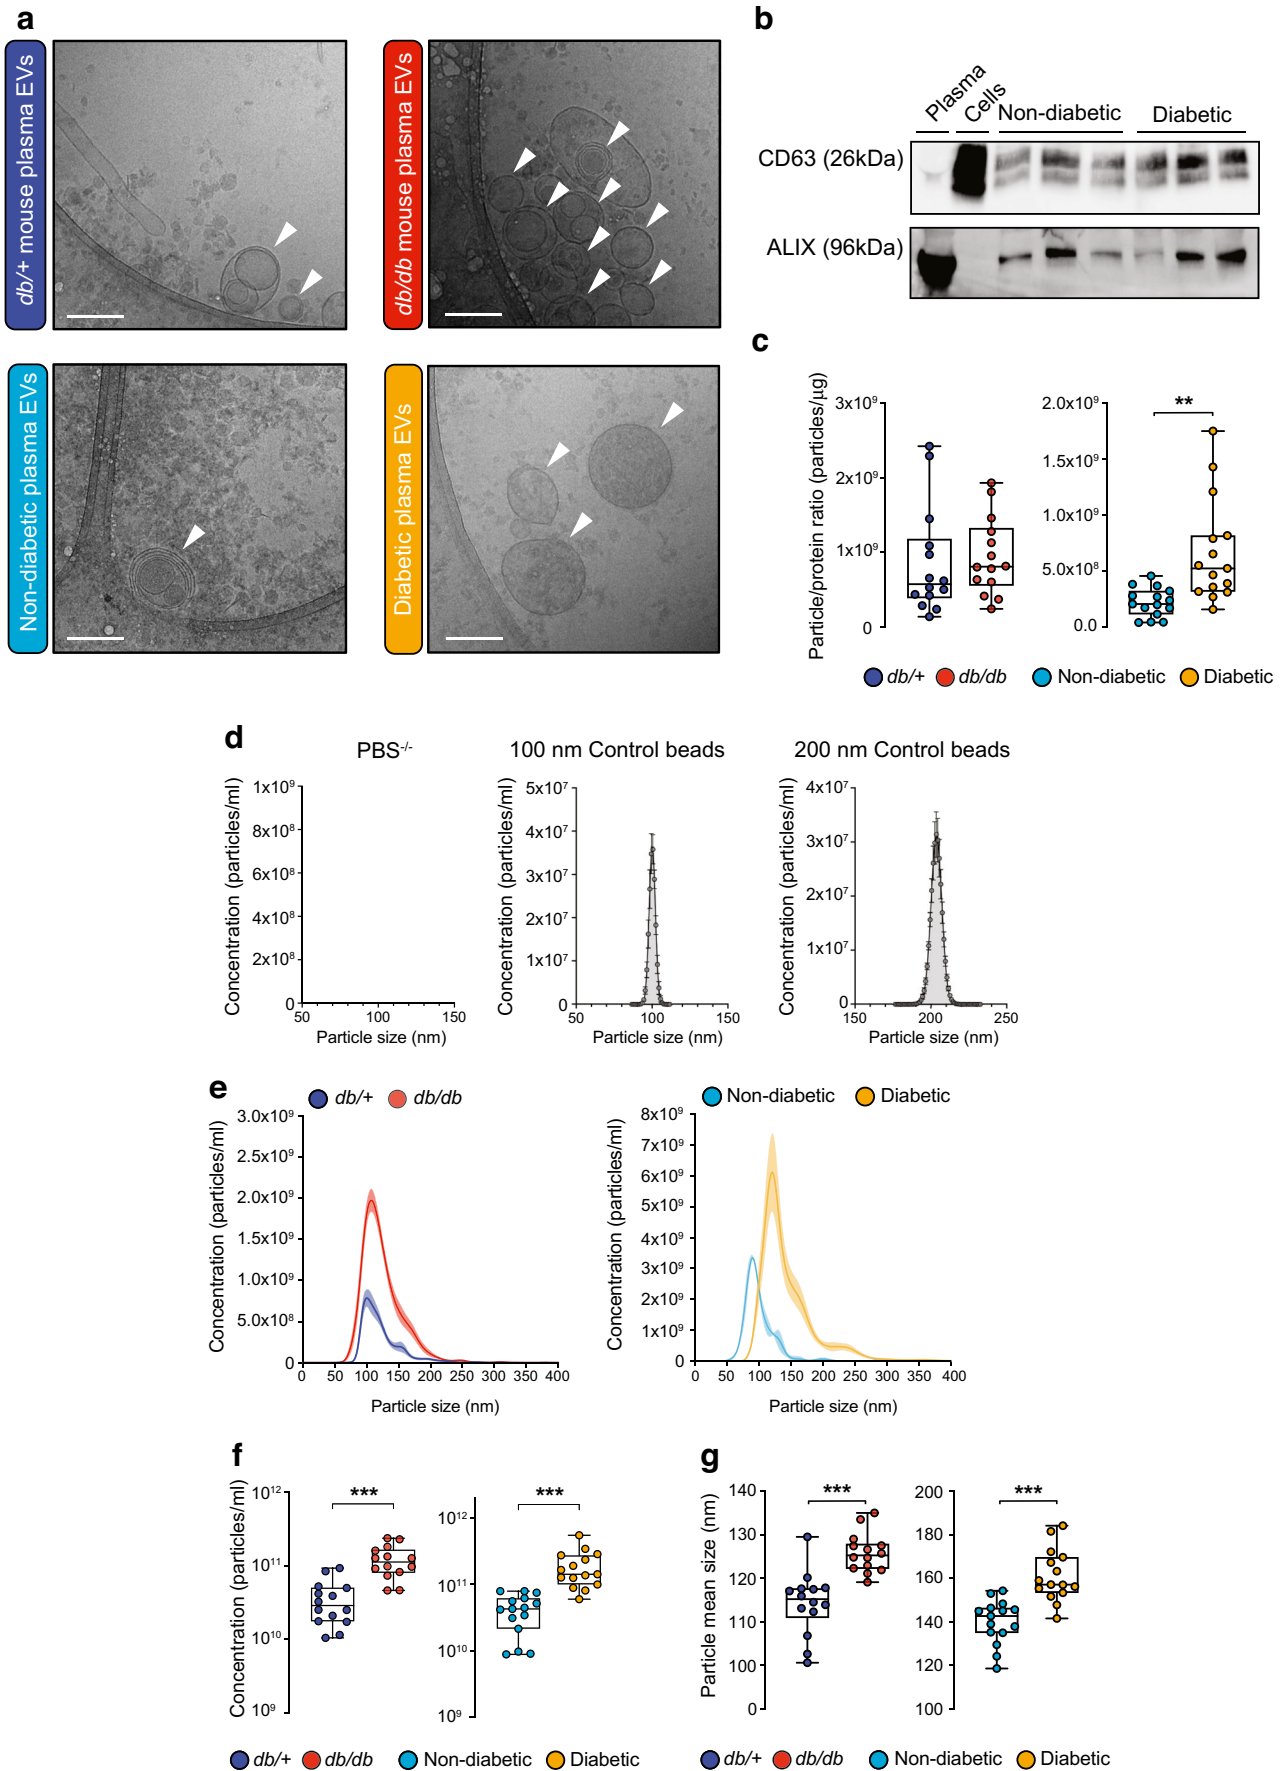 a
db/+ mouse plasma EVs
db/db mouse plasma EVs
Non-diabetic plasma EVs
Diabetic plasma EVs
b
Plasma
Cells
Non-diabetic
Diabetic
CD63 (26kDa)
ALIX (96kDa)
c
Particle/protein ratio (particles/µg)
3x10⁹
2x10⁹
1x10⁹
0
2.0x10⁹
1.5x10⁹
1.0x10⁹
5.0x10⁸
0.0
**
db/+ db/db Non-diabetic Diabetic
d
PBS⁻/⁻
Concentration (particles/ml)
1x10⁹
8x10⁸
6x10⁸
4x10⁸
2x10⁸
0
50 100 150
Particle size (nm)
100 nm Control beads
Concentration (particles/ml)
5x10⁷
4x10⁷
3x10⁷
2x10⁷
1x10⁷
0
50 100 150
Particle size (nm)
200 nm Control beads
Concentration (particles/ml)
4x10⁷
3x10⁷
2x10⁷
1x10⁷
0
150 200 250
Particle size (nm)
e
db/+ db/db
Concentration (particles/ml)
3.0x10⁹
2.5x10⁹
2.0x10⁹
1.5x10⁹
1.0x10⁹
5.0x10⁸
0
0 50 100 150 200 250 300 350 400
Particle size (nm)
Non-diabetic Diabetic
Concentration (particles/ml)
8x10⁹
7x10⁹
6x10⁹
5x10⁹
4x10⁹
3x10⁹
2x10⁹
1x10⁹
0
0 50 100 150 200 250 300 350 400
Particle size (nm)
f
Concentration (particles/ml)
10¹²
10¹¹
10¹⁰
10⁹
***
10¹²
10¹¹
10¹⁰
10⁹
***
db/+ db/db Non-diabetic Diabetic
g
Particle mean size (nm)
140
130
120
110
100
0
***
200
180
160
140
120
100
***
db/+ db/db Non-diabetic Diabetic